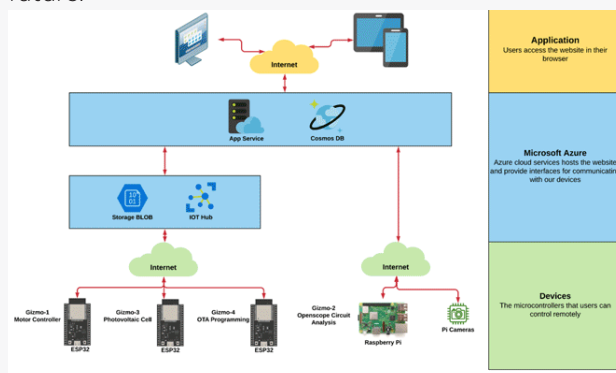 Internet
Application
Users access the website in their
browser
App Service
Cosmos DB
Microsoft Azure
Azure cloud services hosts the website
and provide interfaces for communicating
with our devices
Storage BLOB
IOT Hub
Internet
Internet
Gizmo-1
Motor Controller
ESP32
Gizmo-3
Photovoltaic Cell
ESP32
Gizmo-4
OTA Programming
ESP32
Gizmo-2
Openscope Circuit
Analysis
Raspberry Pi
Pi Cameras
Devices
The microcontrollers that users can
control remotely